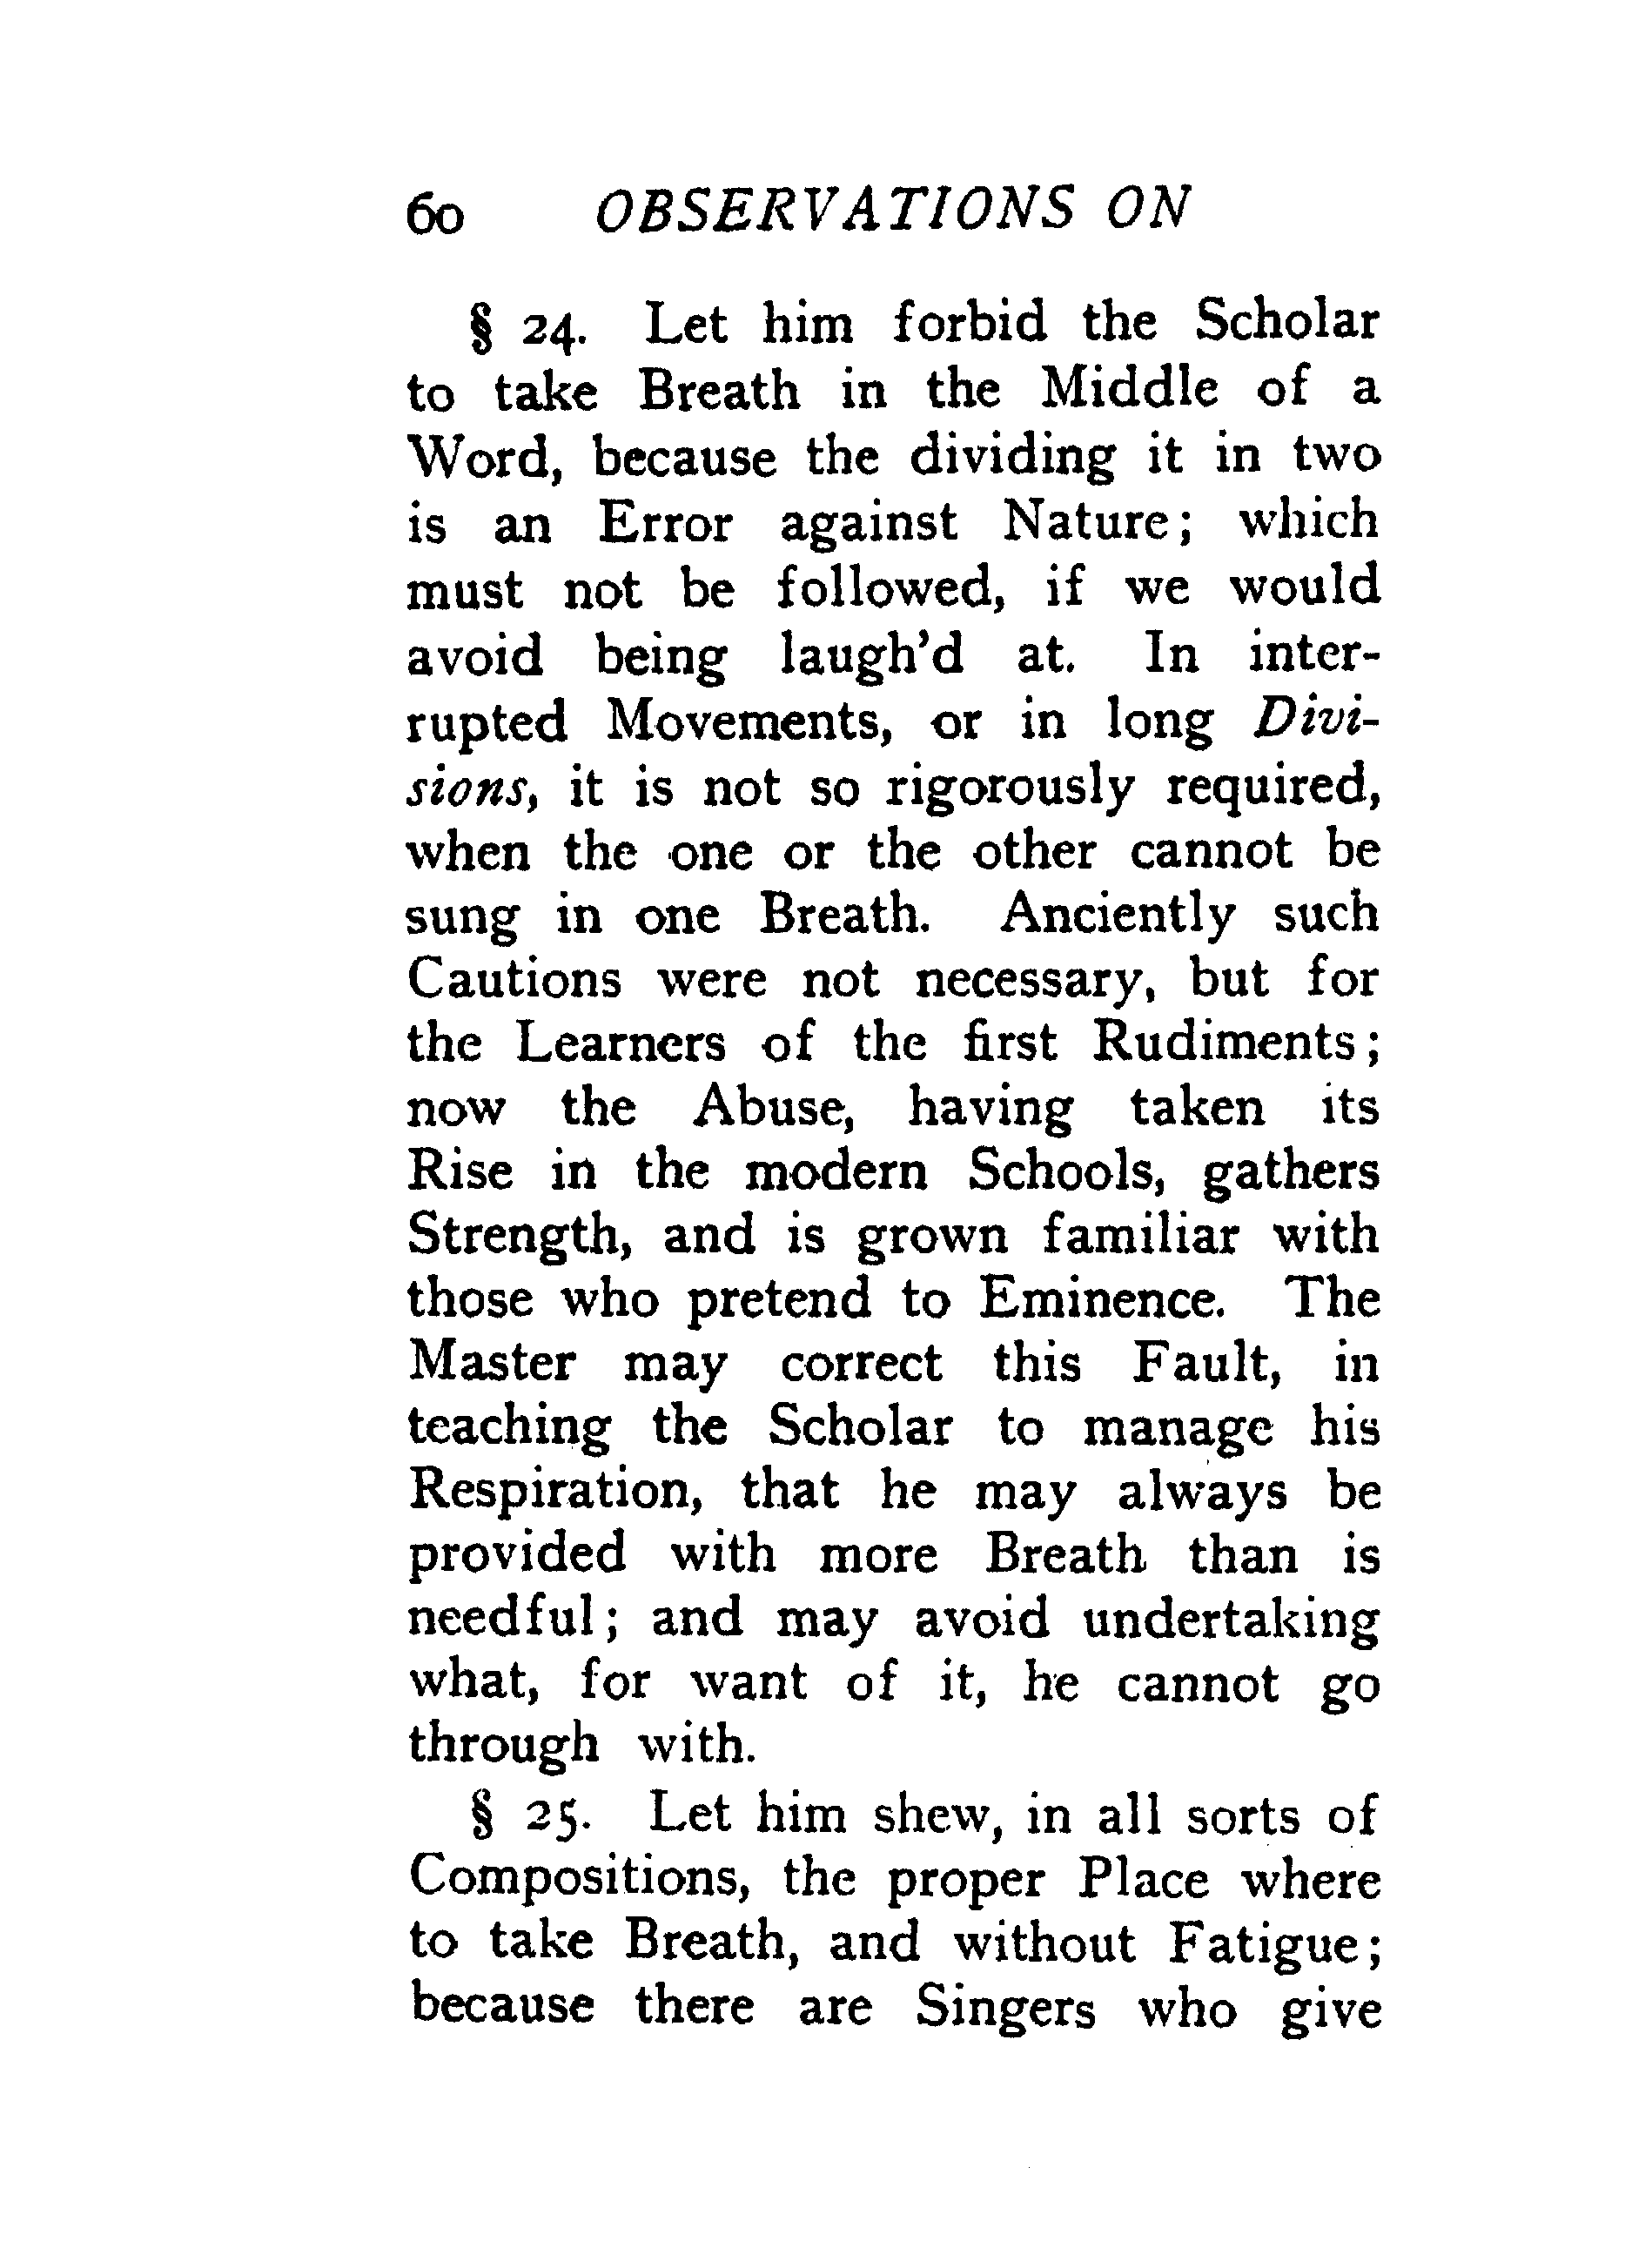 60 OBSERVATIONS ON
§ 24. Let him forbid the Scholar
to take Breath in the Middle of a
Word, because the dividing it in two
is an Error against Nature; which
must not be followed, if we would
avoid being laugh'd at. In inter-
rupted Movements, or in long Divi-
sions, it is not so rigorously required,
when the one or the other cannot be
sung in one Breath. Anciently such
Cautions were not necessary, but for
the Learners of the first Rudiments;
now the Abuse, having taken its
Rise in the modern Schools, gathers
Strength, and is grown familiar with
those who pretend to Eminence. The
Master may correct this Fault, in
teaching the Scholar to manage his
Respiration, that he may always be
provided with more Breath than is
needful; and may avoid undertaking
what, for want of it, he cannot go
through with.
§ 25. Let him shew, in all sorts of
Compositions, the proper Place where
to take Breath, and without Fatigue;
because there are Singers who give